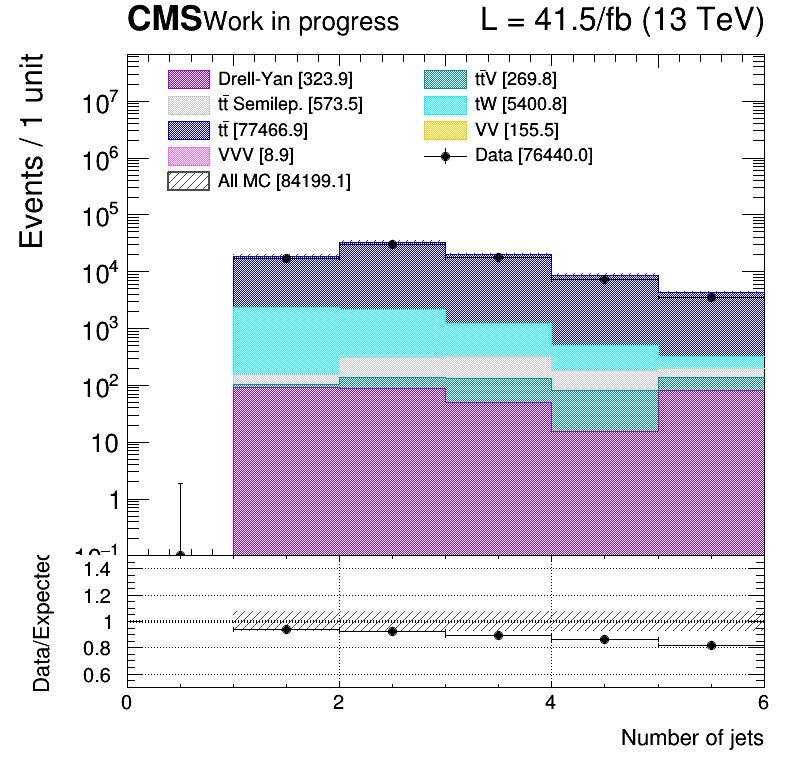 CMS Work in progress L = 41.5/fb (13 TeV)
Events / 1 unit
Drell-Yan [323.9] tt̄V [269.8]
tt̄ Semilep. [573.5] tW [5400.8]
tt̄ [77466.9] VV [155.5]
VVV [8.9] Data [76440.0]
All MC [84199.1]
10⁷
10⁶
10⁵
10⁴
10³
10²
10
1
10⁻¹
Data/Expected
1.4
1.2
1
0.8
0.6
0 2 4 6
Number of jets